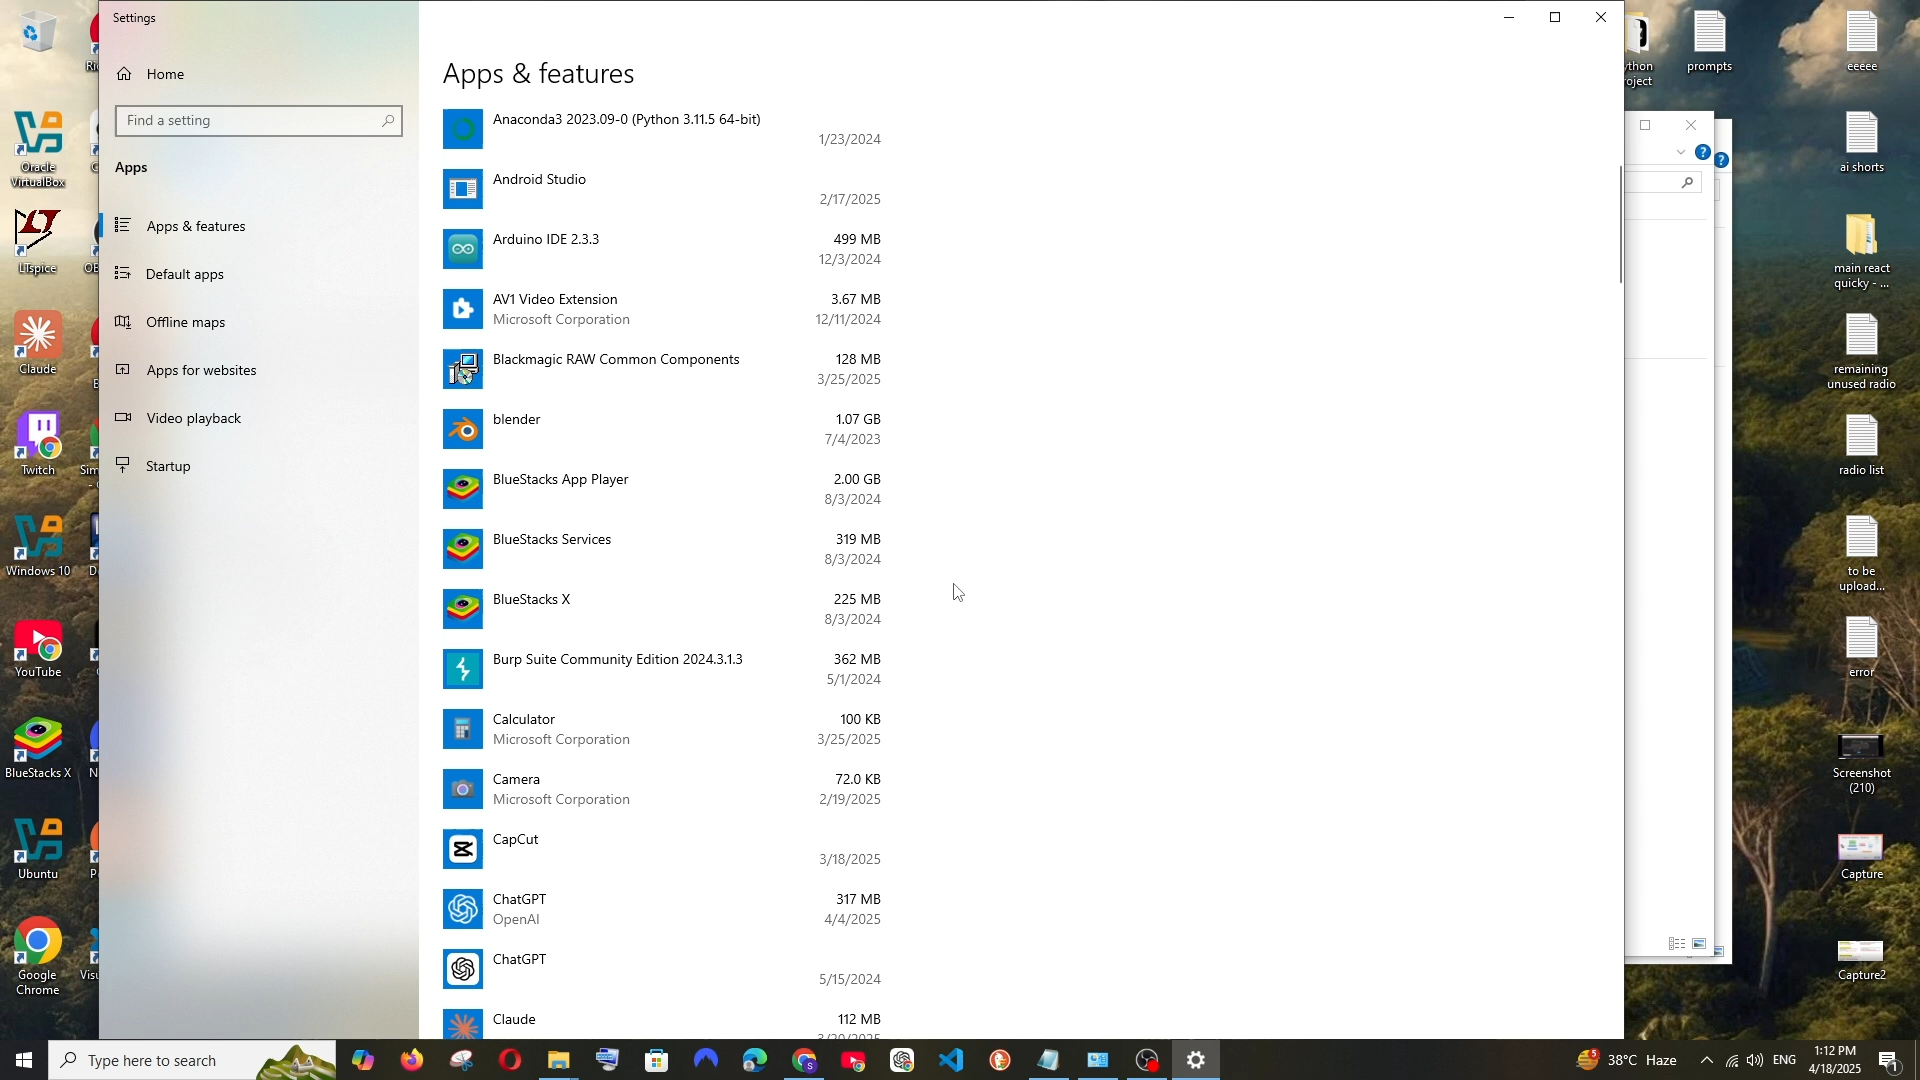 Settings
Home
Find a setting
Apps
Apps & features
Default apps
Offline maps
Apps for websites
Video playback
Startup
Apps & features
Anaconda3 2023.09-0 (Python 3.11.5 64-bit)
1/23/2024
Android Studio
2/17/2025
Arduino IDE 2.3.3 499 MB
12/3/2024
AV1 Video Extension 3.67 MB
Microsoft Corporation 12/11/2024
Blackmagic RAW Common Components 128 MB
3/25/2025
blender 1.07 GB
7/4/2023
BlueStacks App Player 2.00 GB
8/3/2024
BlueStacks Services 319 MB
8/3/2024
BlueStacks X 225 MB
8/3/2024
Burp Suite Community Edition 2024.3.1.3 362 MB
5/1/2024
Calculator 100 KB
Microsoft Corporation 3/25/2025
Camera 72.0 KB
Microsoft Corporation 2/19/2025
CapCut
3/18/2025
ChatGPT 317 MB
OpenAI 4/4/2025
ChatGPT
5/15/2024
Claude 112 MB
Oracle
VirtualBox
LTspice
Claude
Twitch
Windows 10
YouTube
BlueStacks X
Ubuntu
Google
Chrome
prompts
eeeee
ai shorts
main react
quicky - ...
remaining
unused radio
radio list
to be
upload...
error
Screenshot
(210)
Capture
Capture2
Type here to search
38°C Haze
ENG
1:12 PM
4/18/2025